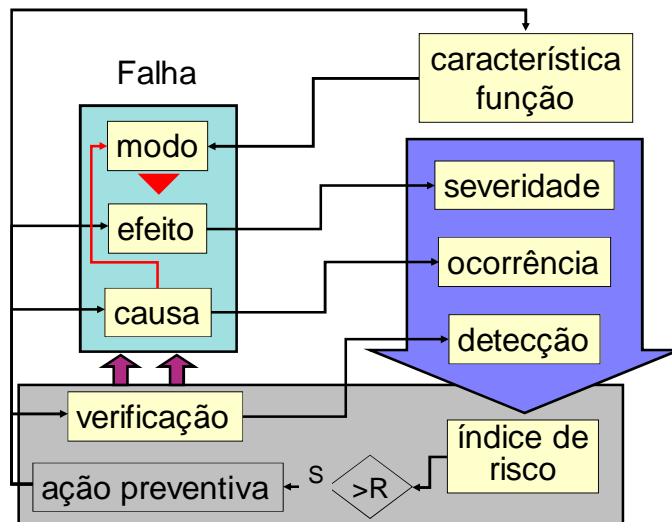 Falha
característica
função
modo
severidade
efeito
ocorrência
causa
detecção
verificação
índice de
risco
ação preventiva
S
>R